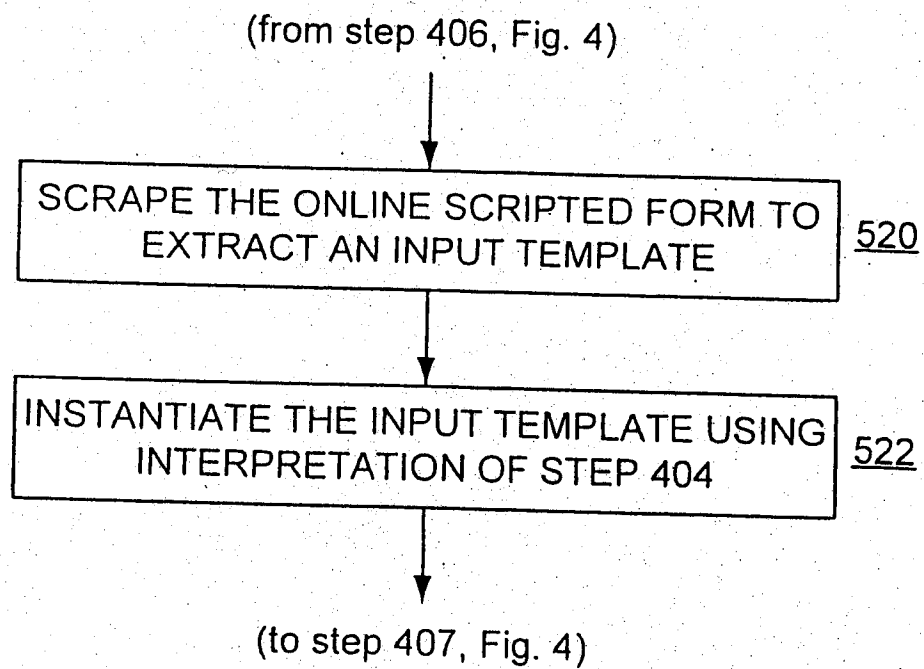 (from step 406, Fig. 4)
SCRAPE THE ONLINE SCRIPTED FORM TO
EXTRACT AN INPUT TEMPLATE
520
INSTANTIATE THE INPUT TEMPLATE USING
INTERPRETATION OF STEP 404
522
(to step 407, Fig. 4)